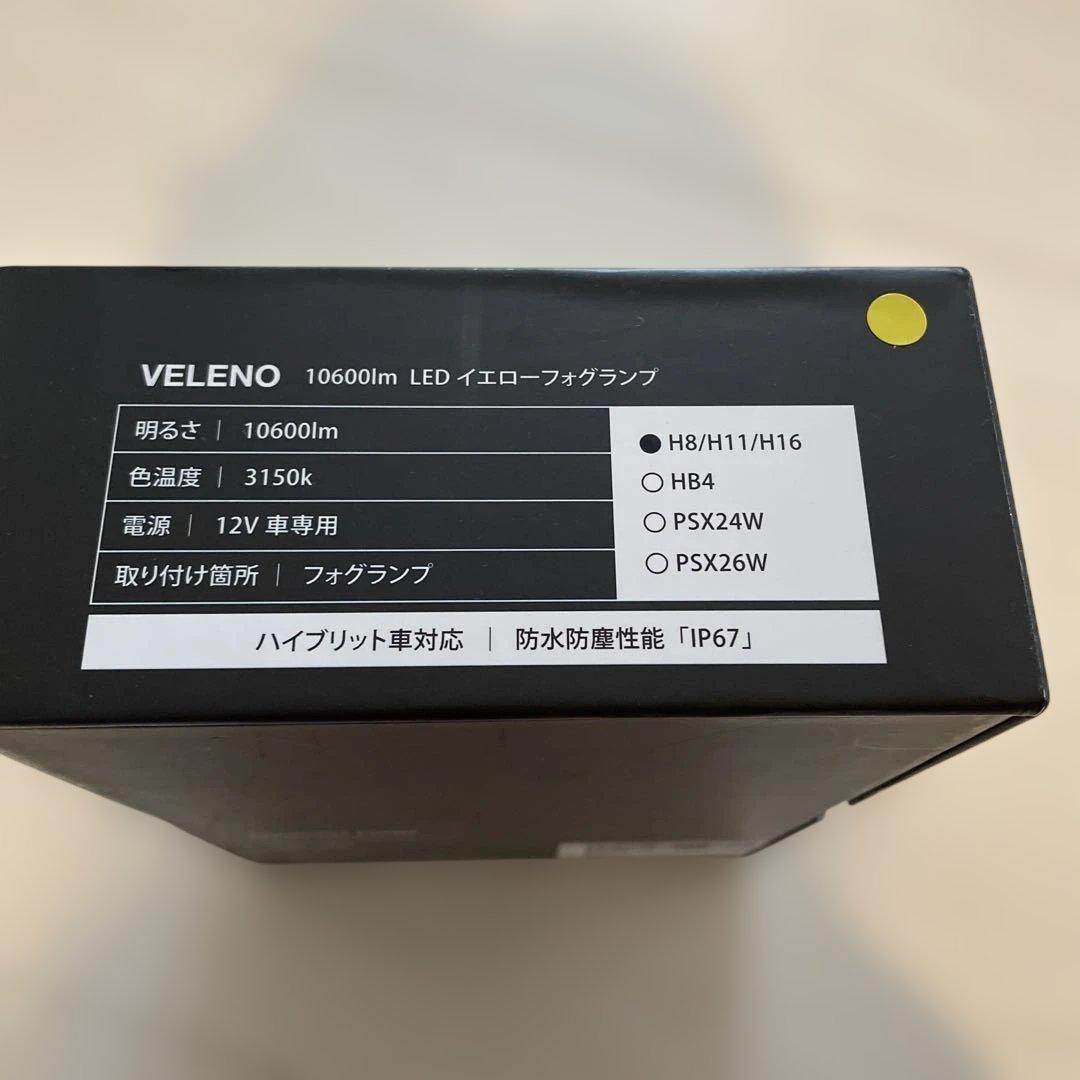 VELENO 10600lm LED イエローフォグランプ
明るさ | 10600lm
色温度 | 3150k
電源 | 12V 車専用
取り付け箇所 | フォグランプ
● H8/H11/H16
○ HB4
○ PSX24W
○ PSX26W
ハイブリット車対応 | 防水防塵性能「IP67」